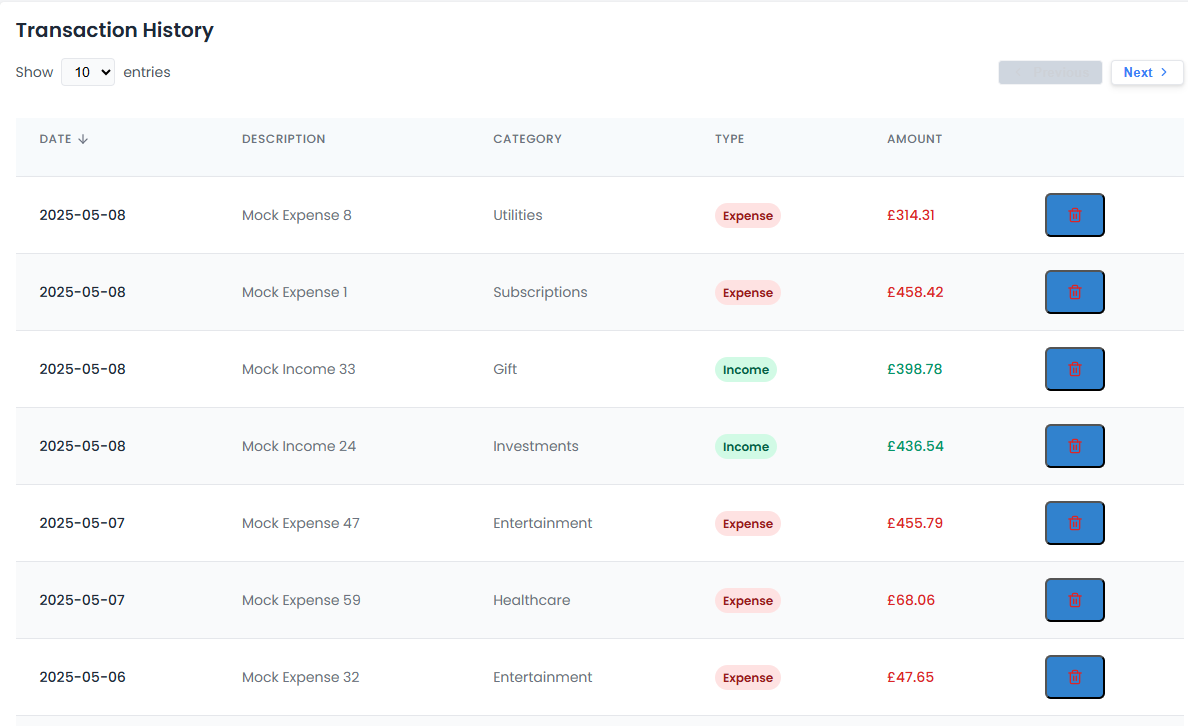 Transaction History
Show 10 entries
Previous Next
DATE DESCRIPTION CATEGORY TYPE AMOUNT
2025-05-08 Mock Expense 8 Utilities Expense £314.31
2025-05-08 Mock Expense 1 Subscriptions Expense £458.42
2025-05-08 Mock Income 33 Gift Income £398.78
2025-05-08 Mock Income 24 Investments Income £436.54
2025-05-07 Mock Expense 47 Entertainment Expense £455.79
2025-05-07 Mock Expense 59 Healthcare Expense £68.06
2025-05-06 Mock Expense 32 Entertainment Expense £47.65